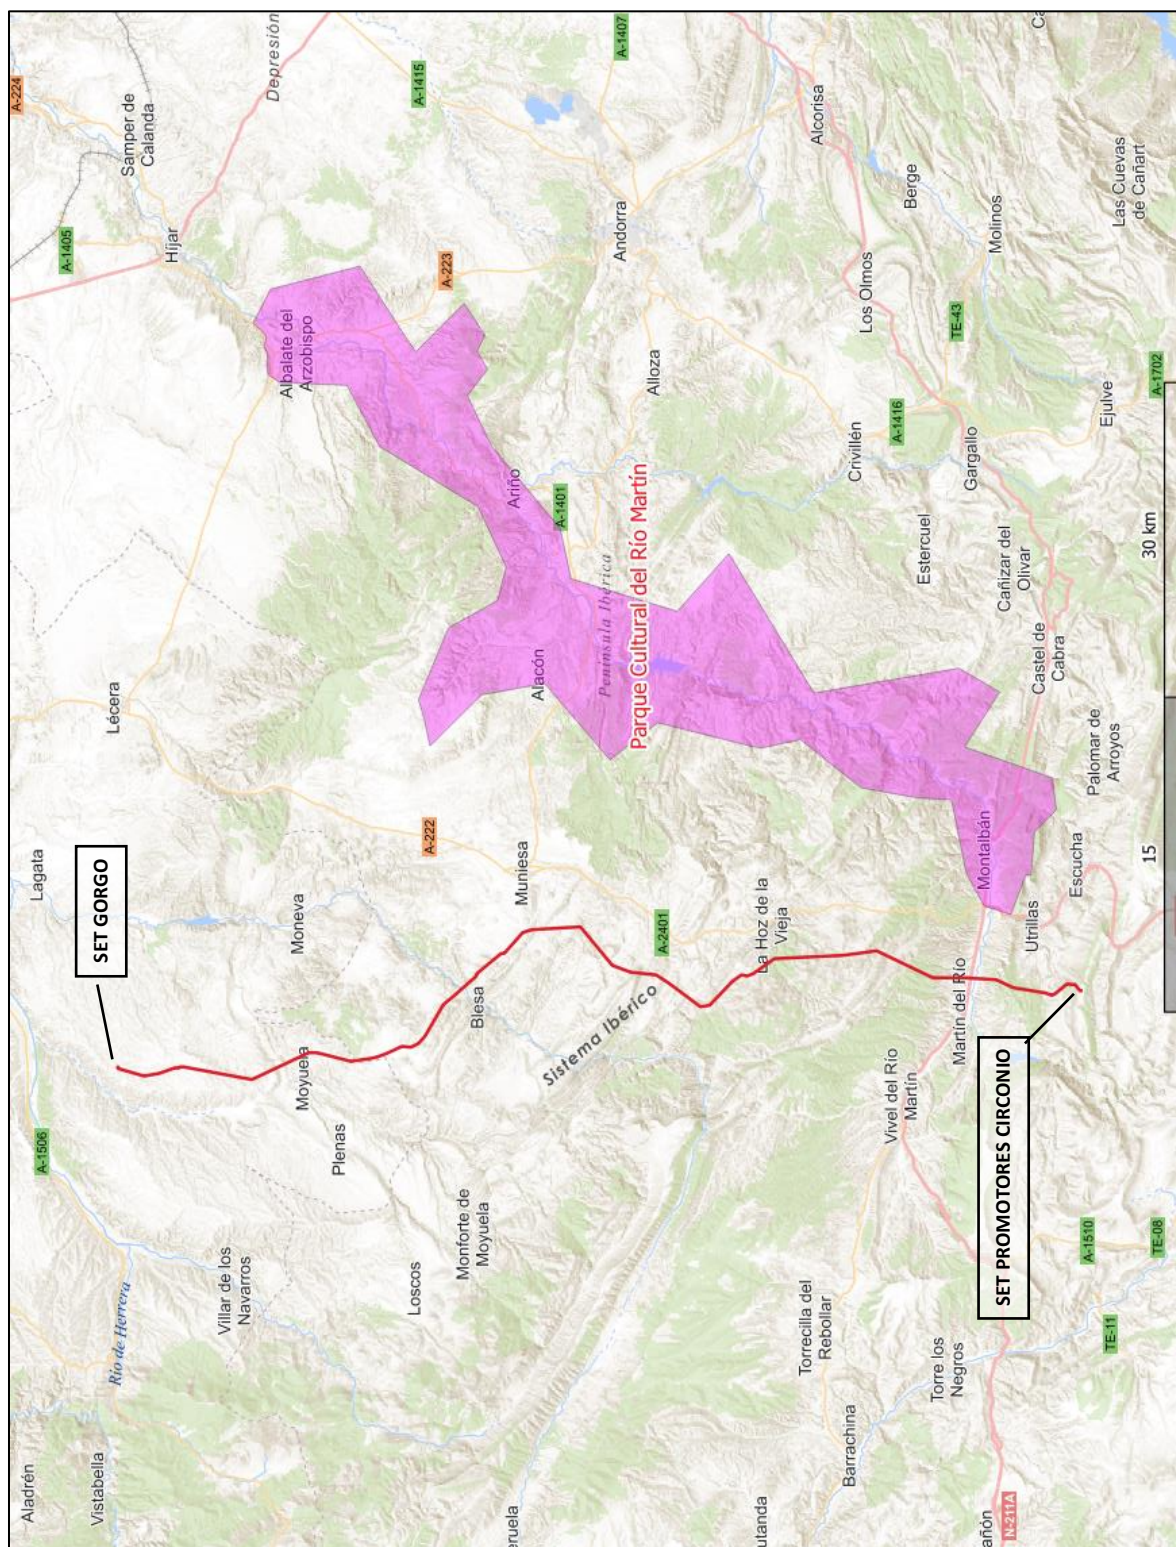 A-224
Aladrén
Lagata
A-1506
A-1405
Vistabella
SET GORGO
Lécera
Río de Herrera
Samper de
Calanda
Híjar
Villar de los
Navarros
Depresión
Albalate del
Arzobispo
Moyuela
Moneva
Plenas
Loscos
A-1415
A-222
A-223
Monforte de
Moyuela
Blesa
Muniesa
Ariño
eruela
Alacón
A-1401
Sistema Ibérico
Península Ibérica
Andorra
A-1407
Parque Cultural del Río Martín
Alloza
A-2401
La Hoz de la
Vieja
utanda
Torrecilla del
Rebollar
Alcorisa
Barrachina
Crivillén
Los Olmos
Vivel del Río
Martín
A-1416
Berge
Estercuel
Torre los
Negros
Martín del Río
TE-43
Gargallo
Montalbán
añón
Molinos
SET PROMOTORES CIRCONIO
N-211A
Cañizar del
Olivar
Utrillas
Castel de
Cabra
Ca
Escucha
A-1510
Palomar de
Arroyos
Ejulve
TE-11
Las Cuevas
de Cañart
TE-08
A-1702
15
30 km